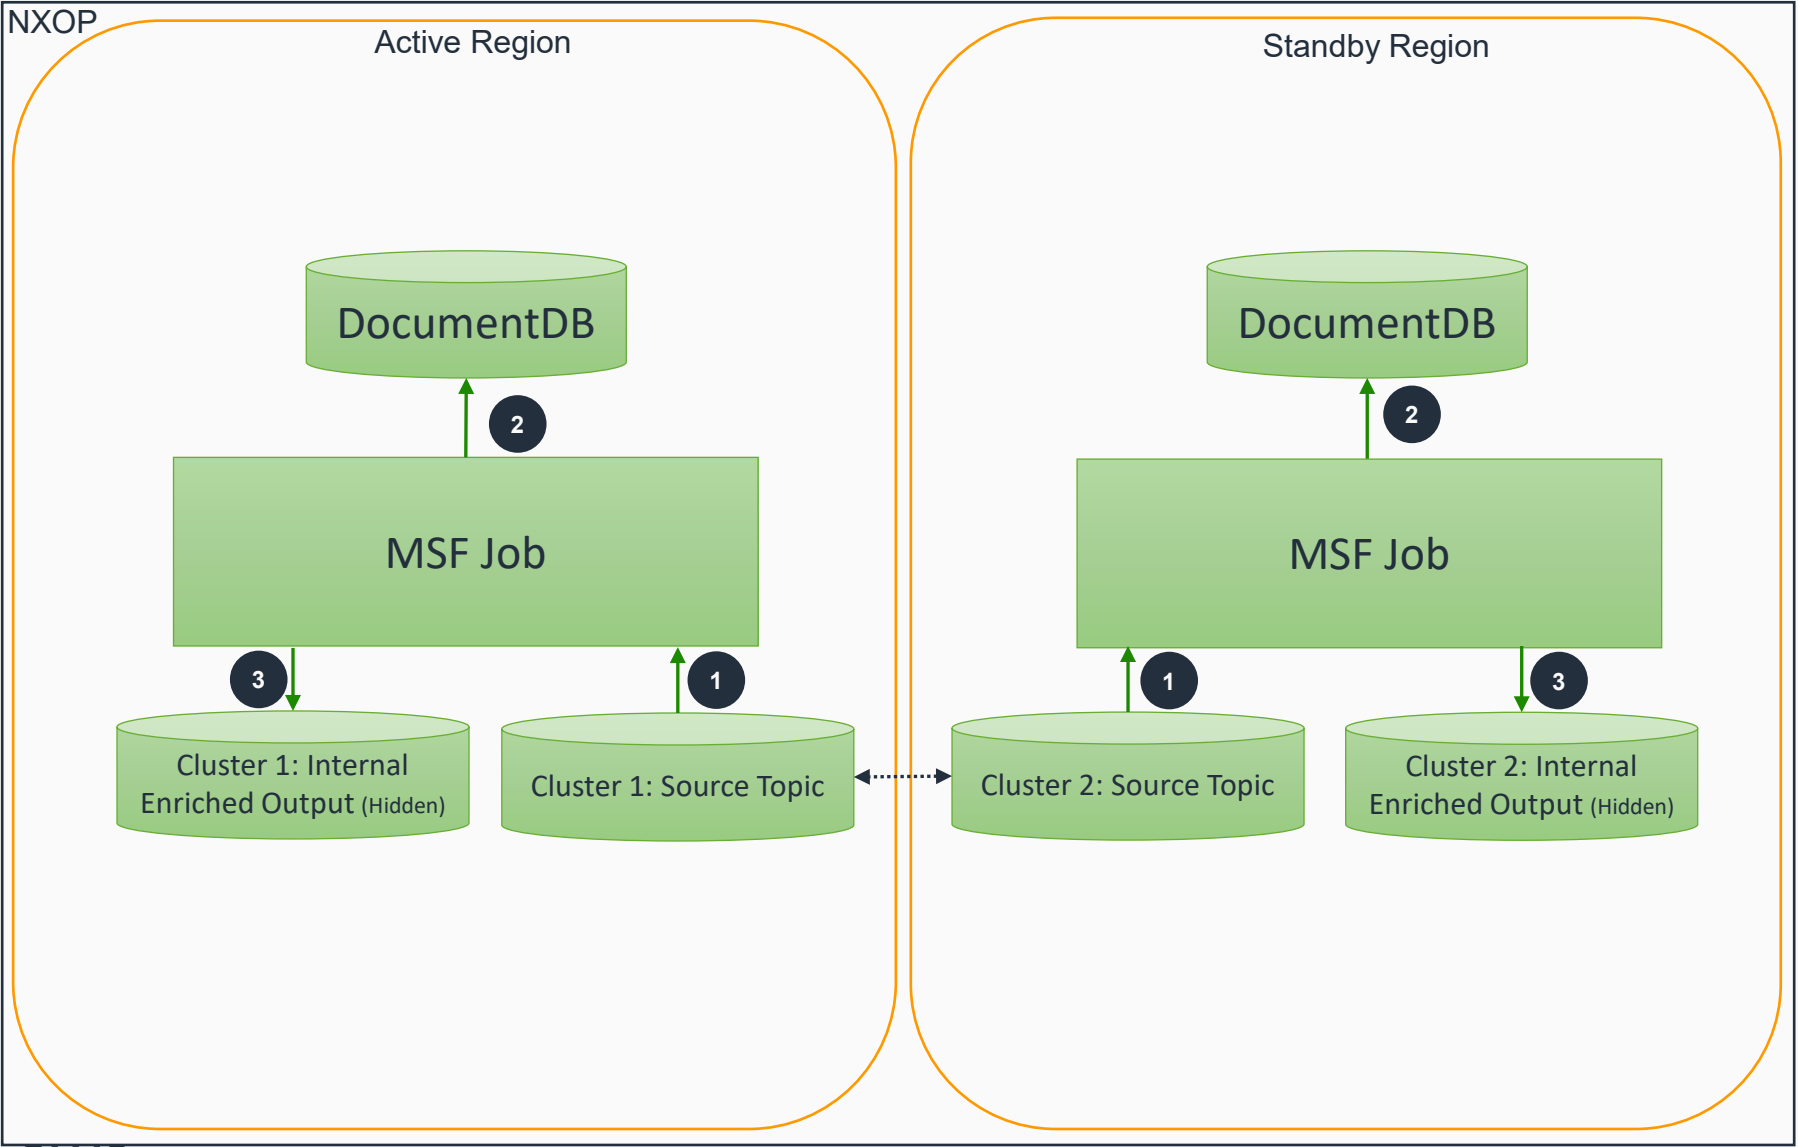 NXOP
Active Region
Standby Region
DocumentDB
DocumentDB
2
2
MSF Job
MSF Job
3
1
1
3
Cluster 1: Internal
Enriched Output (Hidden)
Cluster 1: Source Topic
Cluster 2: Source Topic
Cluster 2: Internal
Enriched Output (Hidden)